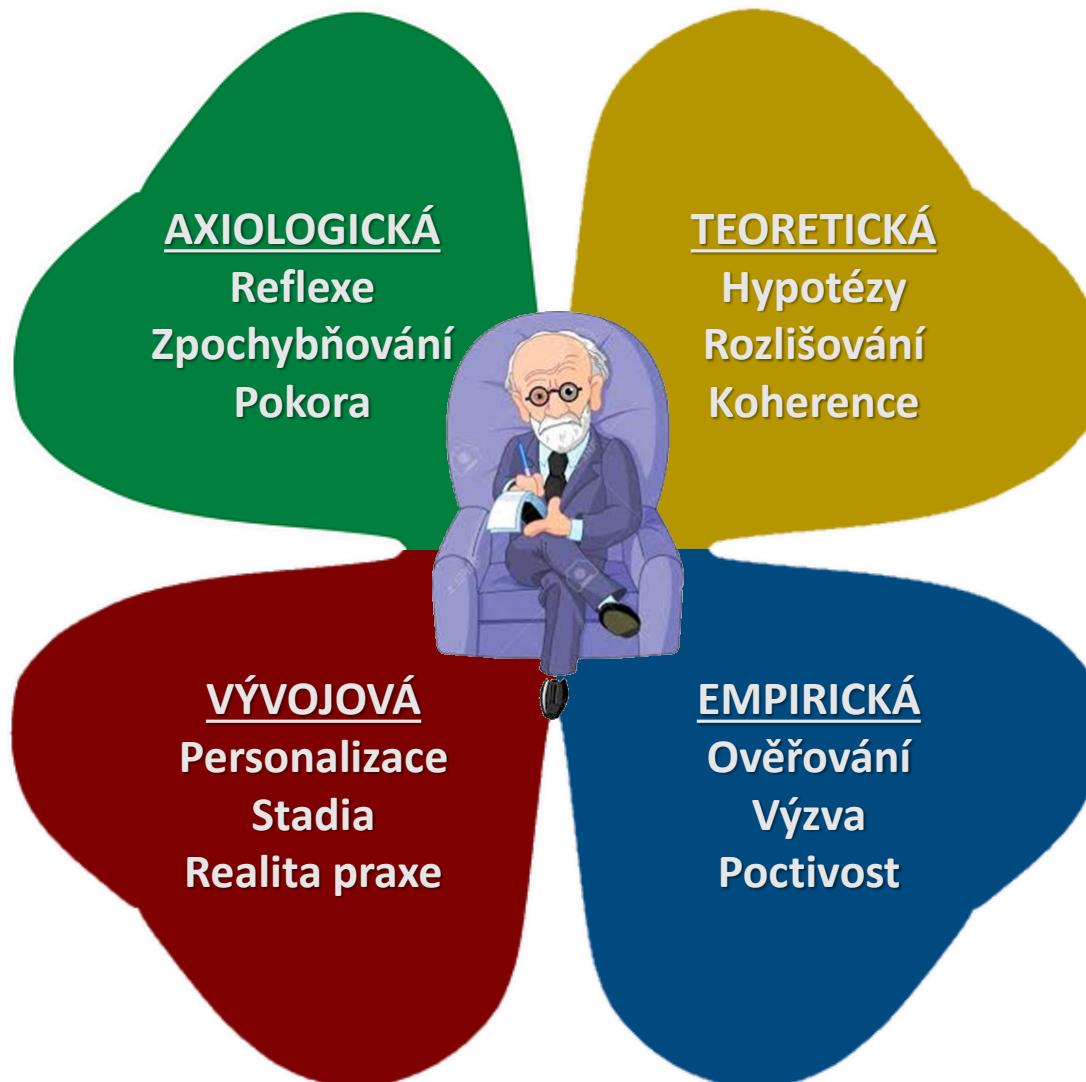 AXIOLOGICKÁ
Reflexe
Zpochybňování
Pokora
TEORETICKÁ
Hypotézy
Rozlišování
Koherence
VÝVOJOVÁ
Personalizace
Stadia
Realita praxe
EMPIRICKÁ
Ověřování
Výzva
Poctivost